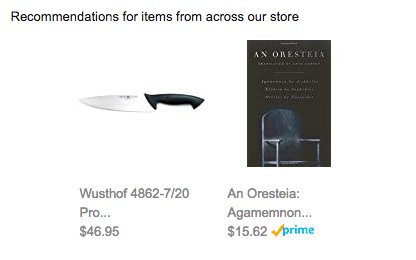 Recommendations for items from across our store
AN ORESTEIA
TRANSLATED BY ANNE CARSON
Agamemnon by Aiskhylos
Elektra by Sophokles
Orestes by Euripides
Wusthof 4862-7/20
Pro...
$46.95
An Oresteia:
Agamemnon...
$15.62 prime